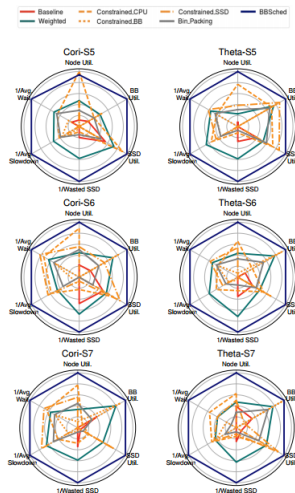 Baseline Constrained.CPU Constrained.SSD BBSched
Weighted Constrained.BB Bin_Packing
Cori-S5 Theta-S5
Node Util. Node Util.
1/Avg. Wait BB Util. 1/Avg. Wait BB Util.
1/Avg. Slowdown SSD Util. 1/Avg. Slowdown SSD Util.
1/Wasted SSD 1/Wasted SSD
Cori-S6 Theta-S6
Node Util. Node Util.
1/Avg. Wait BB Util. 1/Avg. Wait BB Util.
1/Avg. Slowdown SSD Util. 1/Avg. Slowdown SSD Util.
1/Wasted SSD 1/Wasted SSD
Cori-S7 Theta-S7
Node Util. Node Util.
1/Avg. Wait BB Util. 1/Avg. Wait BB Util.
1/Avg. Slowdown SSD Util. 1/Avg. Slowdown SSD Util.
1/Wasted SSD 1/Wasted SSD